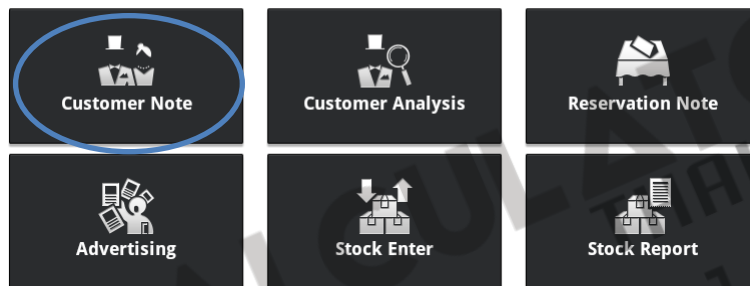 Customer Note
Customer Analysis
Reservation Note
Advertising
Stock Enter
Stock Report